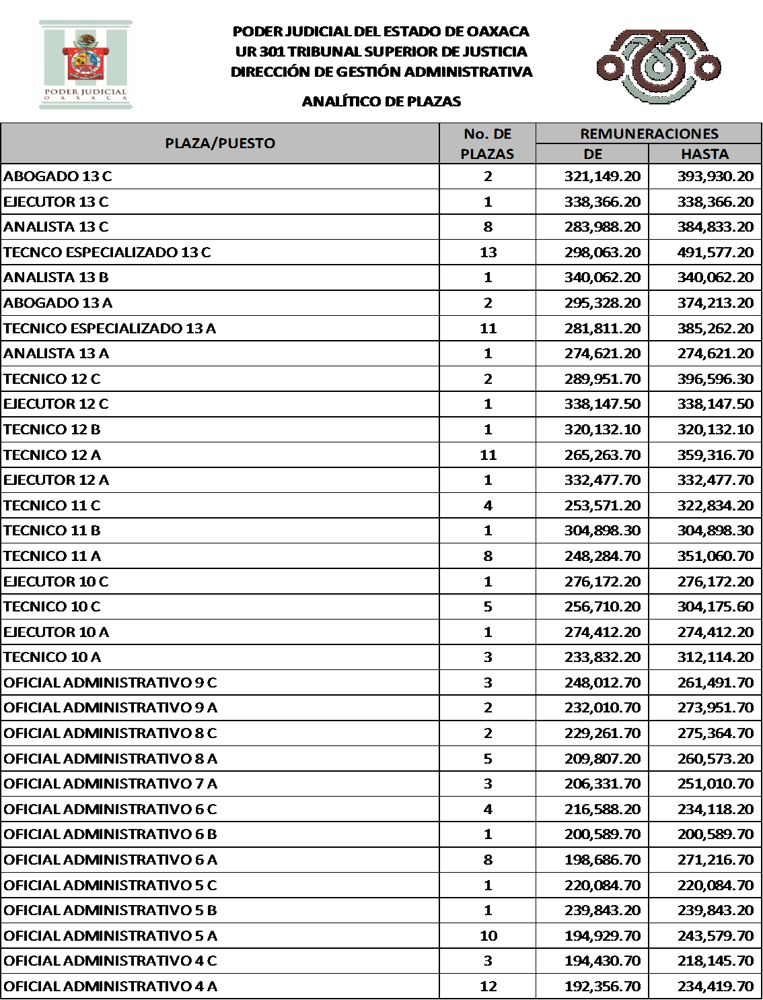 PODER JUDICIAL
OAXACA
PODER JUDICIAL DEL ESTADO DE OAXACA
UR 301 TRIBUNAL SUPERIOR DE JUSTICIA
DIRECCIÓN DE GESTIÓN ADMINISTRATIVA
ANALÍTICO DE PLAZAS
PLAZA/PUESTO No. DE PLAZAS REMUNERACIONES
DE HASTA
ABOGADO 13 C 2 321,149.20 393,930.20
EJECUTOR 13 C 1 338,366.20 338,366.20
ANALISTA 13 C 8 283,988.20 384,833.20
TECNCO ESPECIALIZADO 13 C 13 298,063.20 491,577.20
ANALISTA 13 B 1 340,062.20 340,062.20
ABOGADO 13 A 2 295,328.20 374,213.20
TECNICO ESPECIALIZADO 13 A 11 281,811.20 385,262.20
ANALISTA 13 A 1 274,621.20 274,621.20
TECNICO 12 C 2 289,951.70 396,596.30
EJECUTOR 12 C 1 338,147.50 338,147.50
TECNICO 12 B 1 320,132.10 320,132.10
TECNICO 12 A 11 265,263.70 359,316.70
EJECUTOR 12 A 1 332,477.70 332,477.70
TECNICO 11 C 4 253,571.20 322,834.20
TECNICO 11 B 1 304,898.30 304,898.30
TECNICO 11 A 8 248,284.70 351,060.70
EJECUTOR 10 C 1 276,172.20 276,172.20
TECNICO 10 C 5 256,710.20 304,175.60
EJECUTOR 10 A 1 274,412.20 274,412.20
TECNICO 10 A 3 233,832.20 312,114.20
OFICIAL ADMINISTRATIVO 9 C 3 248,012.70 261,491.70
OFICIAL ADMINISTRATIVO 9 A 2 232,010.70 273,951.70
OFICIAL ADMINISTRATIVO 8 C 2 229,261.70 275,364.70
OFICIAL ADMINISTRATIVO 8 A 5 209,807.20 260,573.20
OFICIAL ADMINISTRATIVO 7 A 3 206,331.70 251,010.70
OFICIAL ADMINISTRATIVO 6 C 4 216,588.20 234,118.20
OFICIAL ADMINISTRATIVO 6 B 1 200,589.70 200,589.70
OFICIAL ADMINISTRATIVO 6 A 8 198,686.70 271,216.70
OFICIAL ADMINISTRATIVO 5 C 1 220,084.70 220,084.70
OFICIAL ADMINISTRATIVO 5 B 1 239,843.20 239,843.20
OFICIAL ADMINISTRATIVO 5 A 10 194,929.70 243,579.70
OFICIAL ADMINISTRATIVO 4 C 3 194,430.70 218,145.70
OFICIAL ADMINISTRATIVO 4 A 12 192,356.70 234,419.70